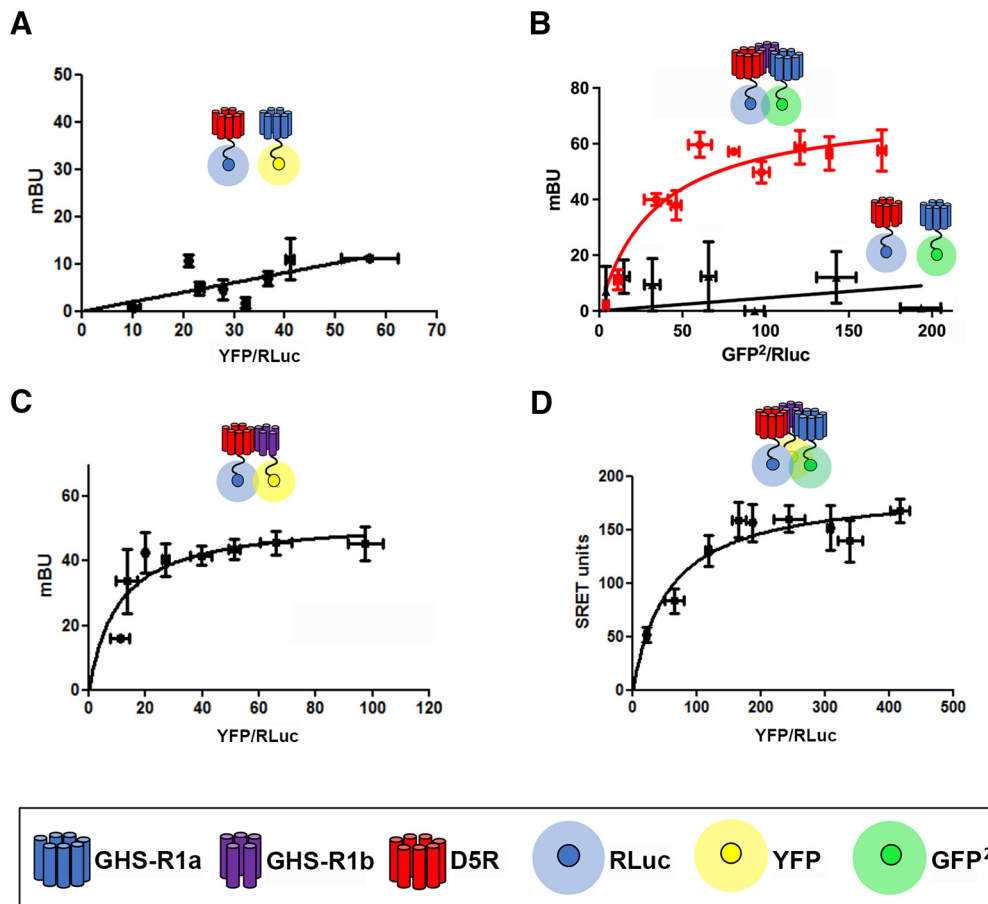 A
50
40
30
20
10
0
mBU
0 10 20 30 40 50 60 70
YFP/RLuc
B
80
60
40
20
0
mBU
0 50 100 150 200
GFP²/Rluc
C
60
40
20
0
mBU
0 20 40 60 80 100 120
YFP/RLuc
D
200
150
100
50
0
SRET units
0 100 200 300 400 500
YFP/RLuc
GHS-R1a GHS-R1b D5R RLuc YFP GFP²